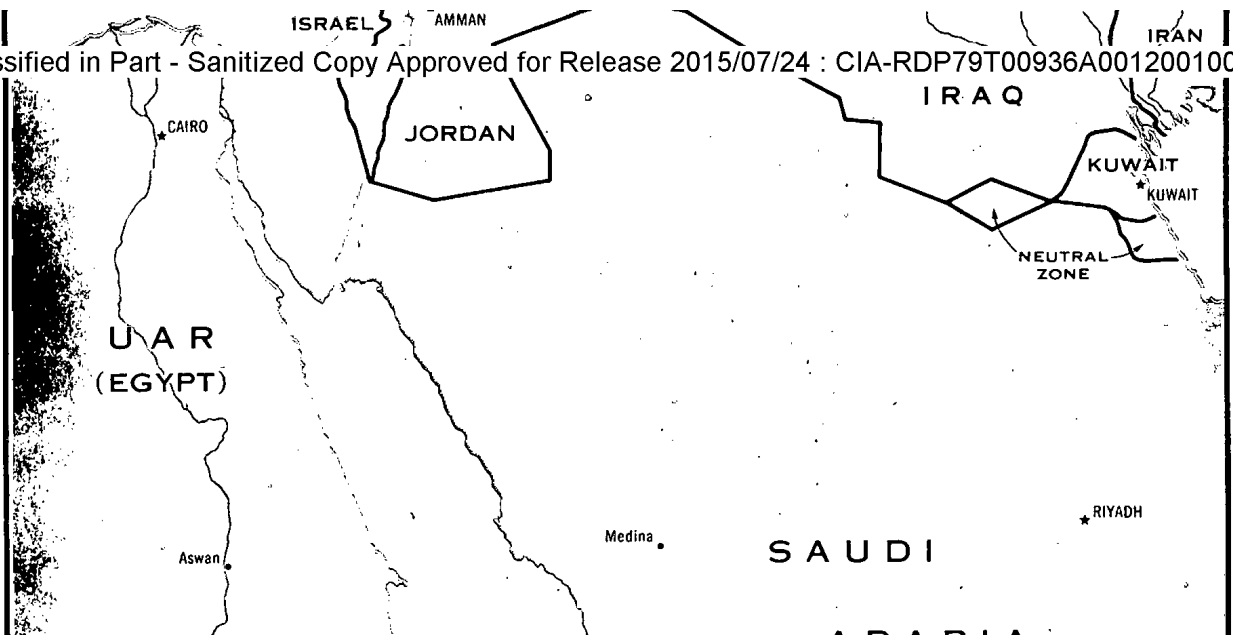 ISRAEL
AMMAN
IRAN
ssified in Part - Sanitized Copy Approved for Release 2015/07/24 : CIA-RDP79T00936A001200100
IRAQ
CAIRO
JORDAN
KUWAIT
KUWAIT
NEUTRAL
ZONE
UAR
(EGYPT)
RIYADH
Medina
SAUDI
Aswan
ARABIA